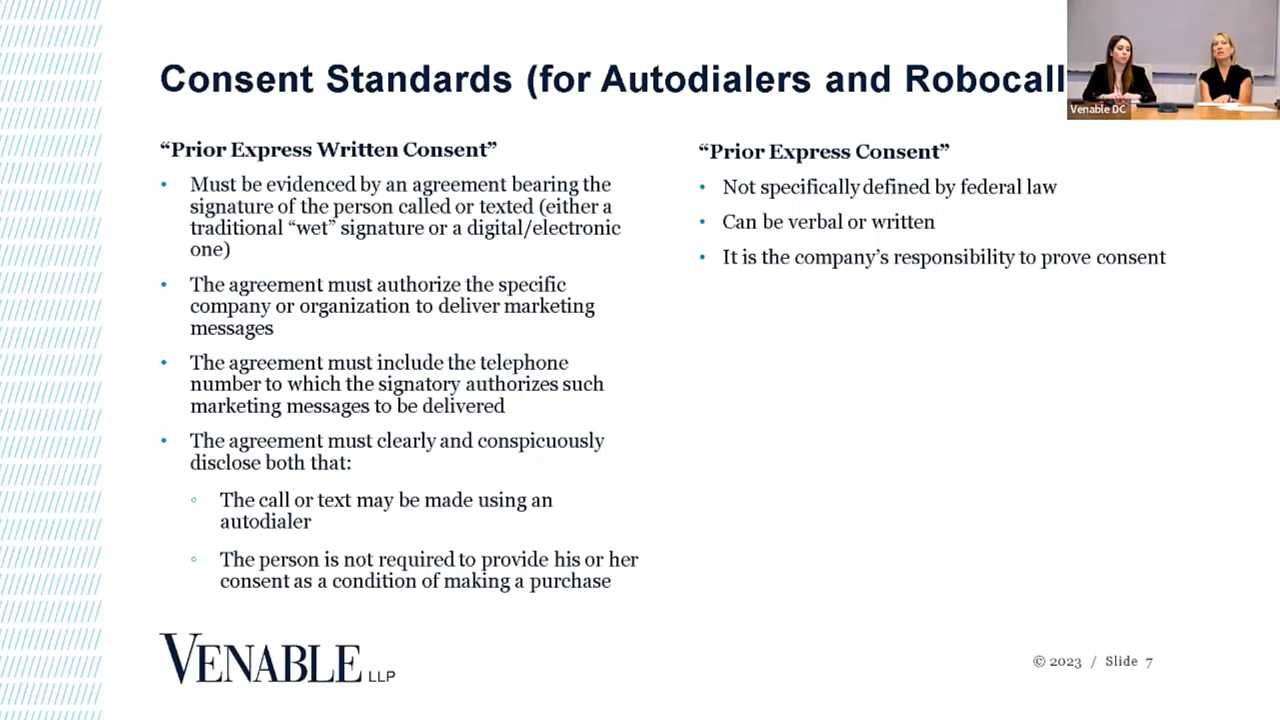 Consent Standards (for Autodialers and Robocall
Venable DC
“Prior Express Written Consent”
• Must be evidenced by an agreement bearing the
signature of the person called or texted (either a
traditional “wet” signature or a digital/electronic
one)
• The agreement must authorize the specific
company or organization to deliver marketing
messages
• The agreement must include the telephone
number to which the signatory authorizes such
marketing messages to be delivered
• The agreement must clearly and conspicuously
disclose both that:
◦ The call or text may be made using an
autodialer
◦ The person is not required to provide his or her
consent as a condition of making a purchase
“Prior Express Consent”
• Not specifically defined by federal law
• Can be verbal or written
• It is the company’s responsibility to prove consent
VENABLE LLP
© 2023 / Slide 7